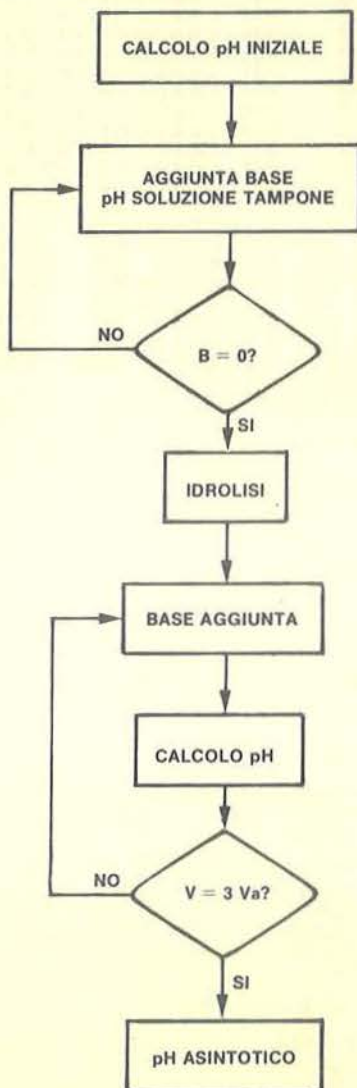 CALCOLO pH INIZIALE
AGGIUNTA BASE
pH SOLUZIONE TAMPONE
NO
B = 0?
SI
IDROLISI
BASE AGGIUNTA
CALCOLO pH
NO
V = 3 Va?
SI
pH ASINTOTICO